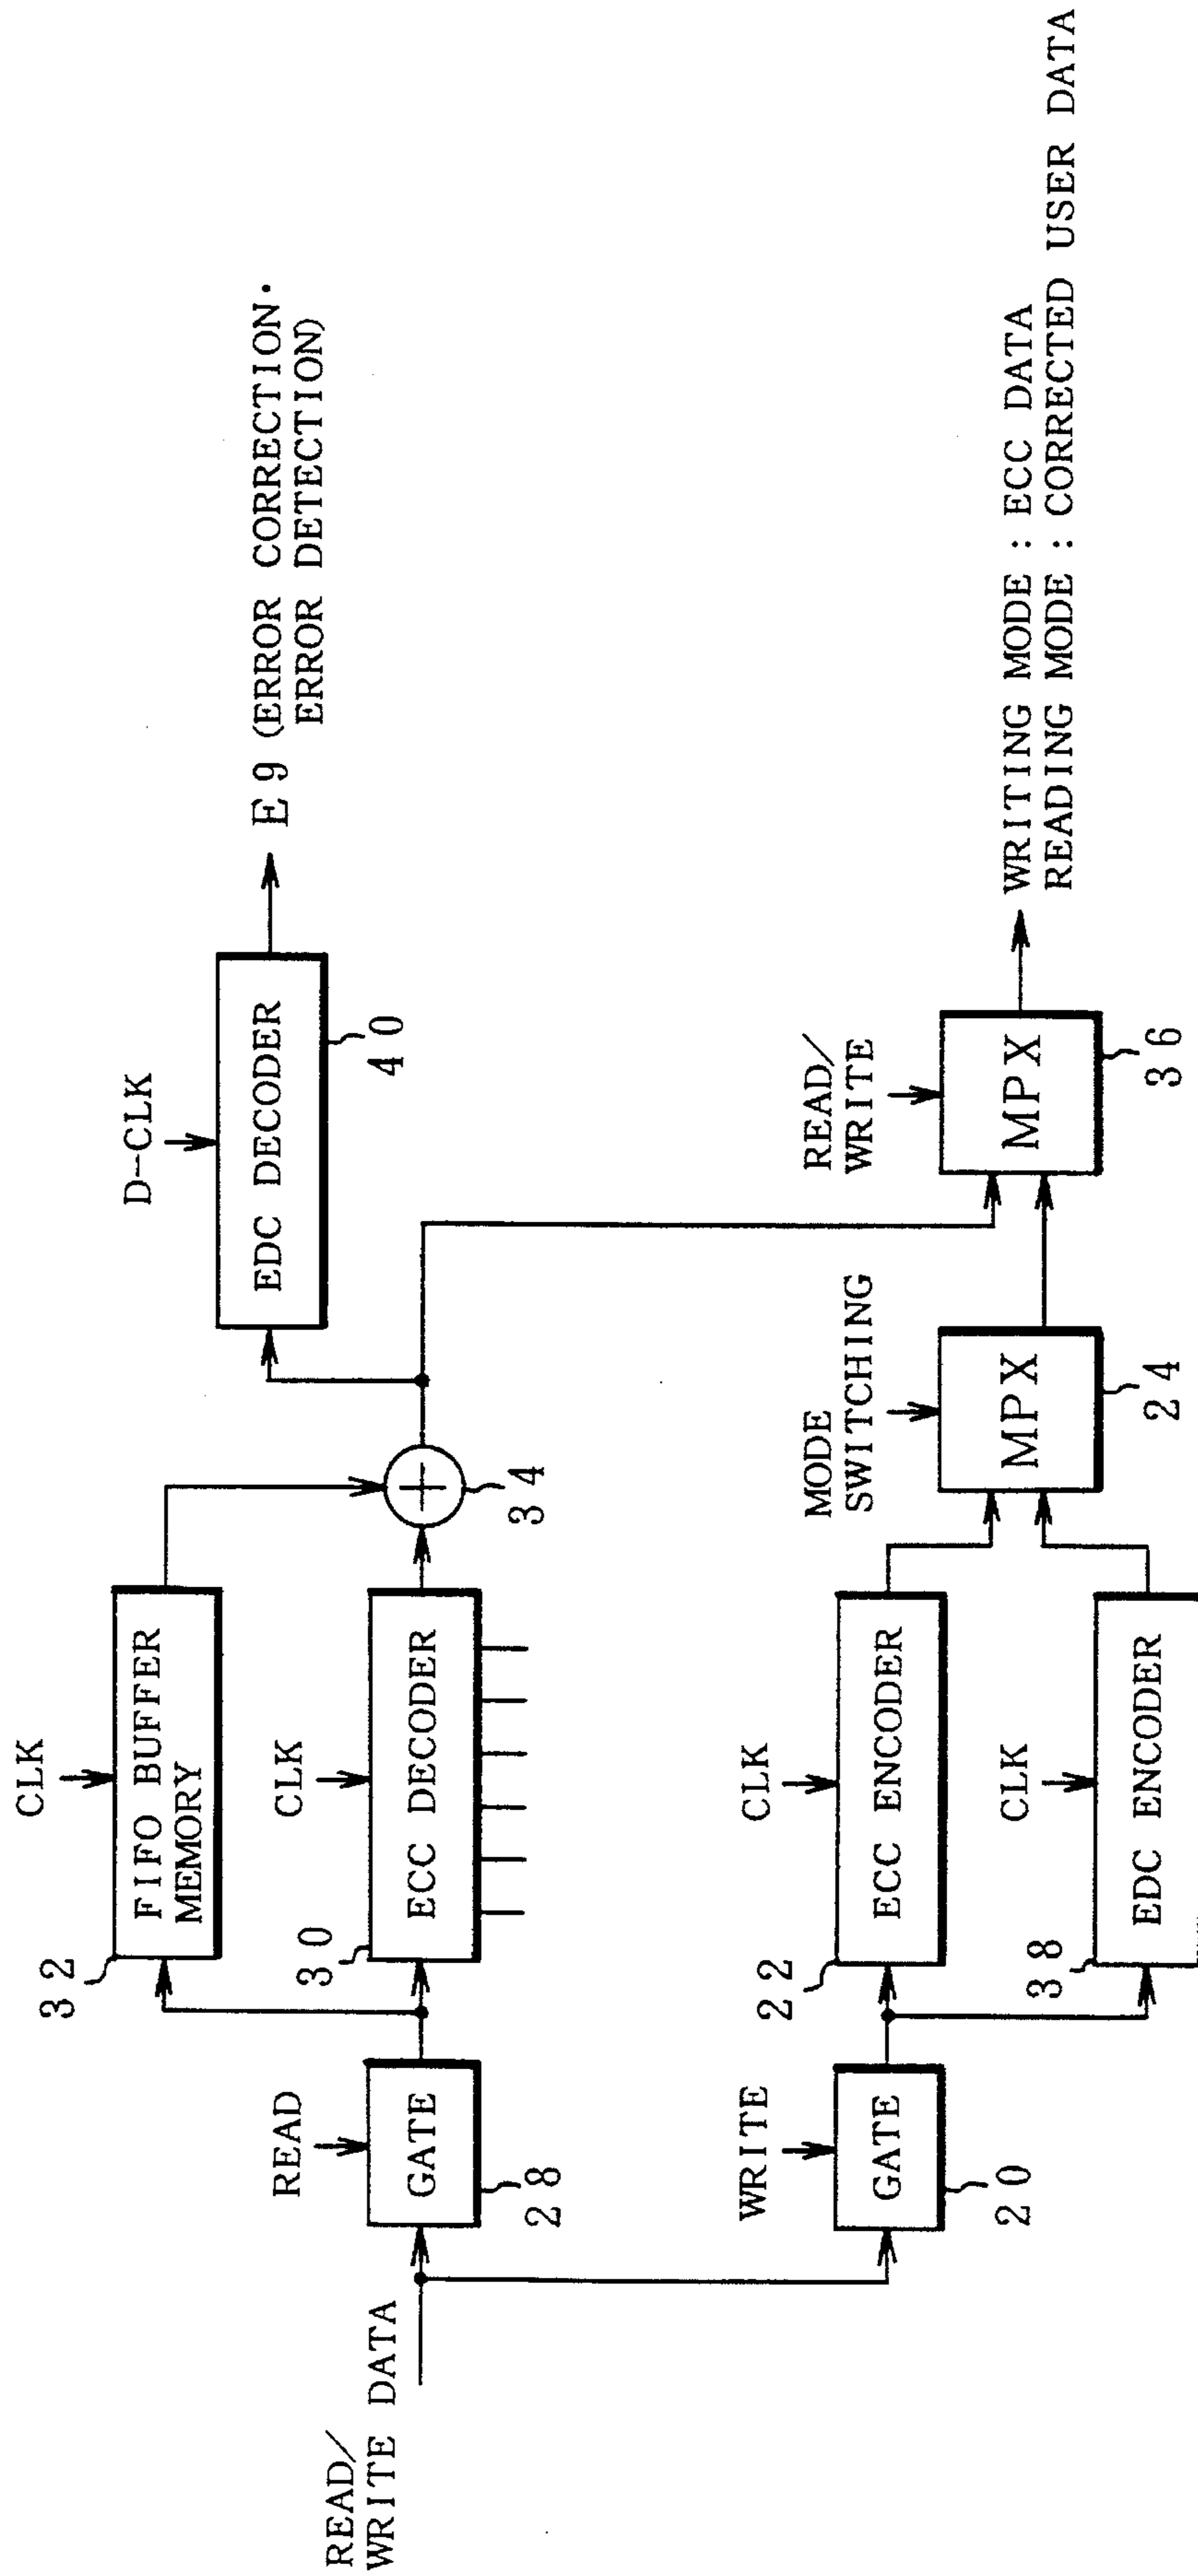 READ/
WRITE DATA
READ
GATE
28
WRITE
GATE
20
CLK
FIFO BUFFER
MEMORY
32
CLK
ECC DECODER
30
CLK
ECC ENCODER
22
CLK
EDC ENCODER
38
34
MODE
SWITCHING
MPX
24
D-CLK
EDC DECODER
40
READ/
WRITE
MPX
36
E9 (ERROR CORRECTION·
ERROR DETECTION)
WRITING MODE : ECC DATA
READING MODE : CORRECTED USER DATA